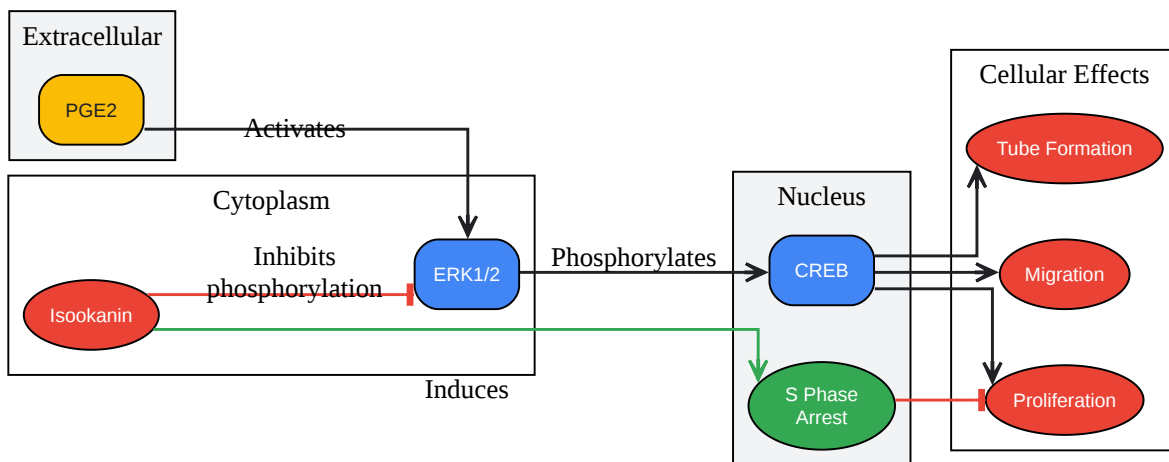 Extracellular
PGE2
Activates
Cytoplasm
Inhibits
phosphorylation
Isookanin
ERK1/2
Induces
Phosphorylates
Nucleus
CREB
S Phase
Arrest
Cellular Effects
Tube Formation
Migration
Proliferation